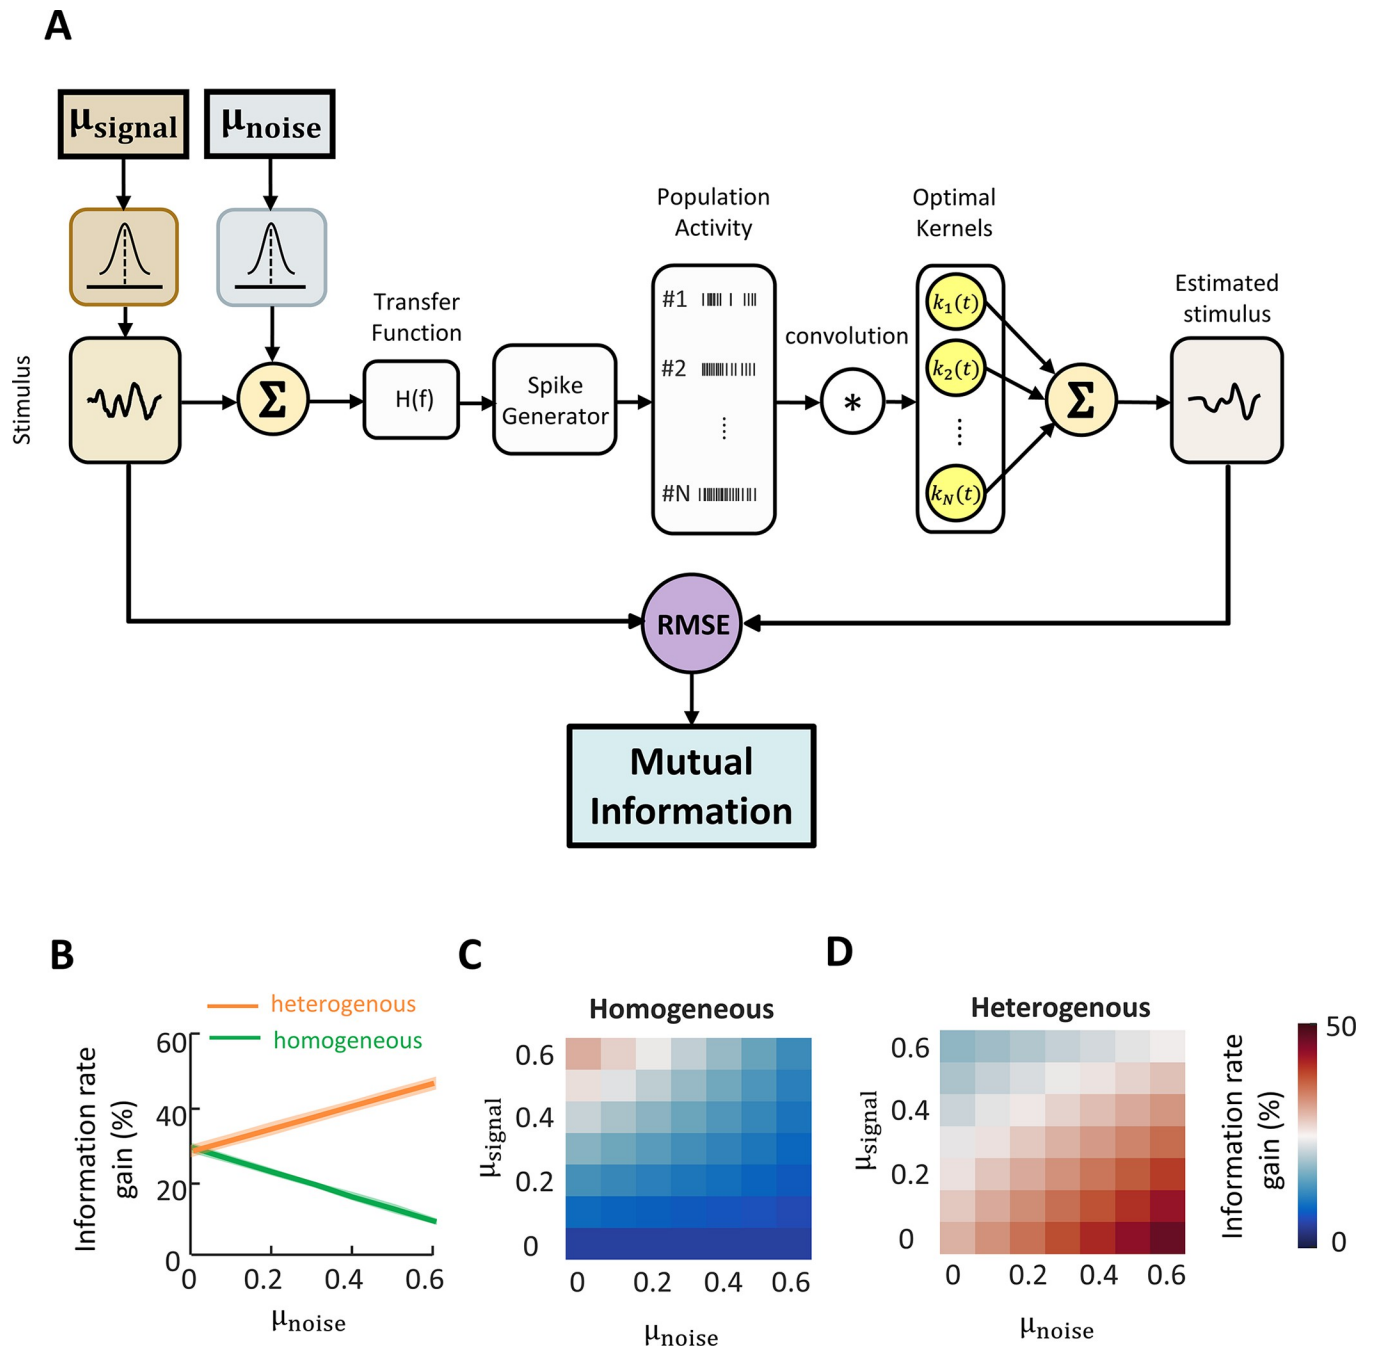 A
μsignal
μnoise
Stimulus
Transfer
Function
H(f)
Spike
Generator
Population
Activity
#1
#2
#N
convolution
*
Optimal
Kernels
k1(t)
k2(t)
kN(t)
Σ
Σ
Estimated
stimulus
RMSE
Mutual
Information
B
heterogenous
homogeneous
Information rate
gain (%)
60
40
20
0
0 0.2 0.4 0.6
μnoise
C
Homogeneous
μsignal
0.6
0.4
0.2
0
0 0.2 0.4 0.6
μnoise
D
Heterogenous
μsignal
0.6
0.4
0.2
0
0 0.2 0.4 0.6
μnoise
Information rate
gain (%)
50
0